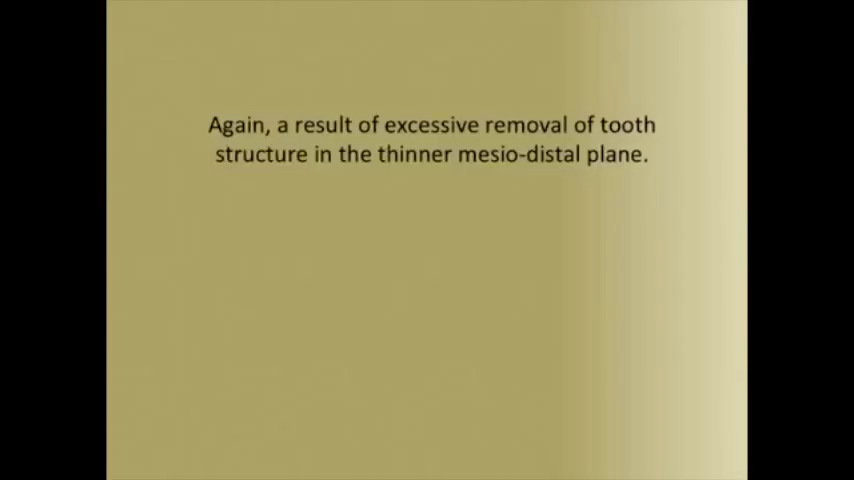 Again, a result of excessive removal of tooth
structure in the thinner mesio-distal plane.